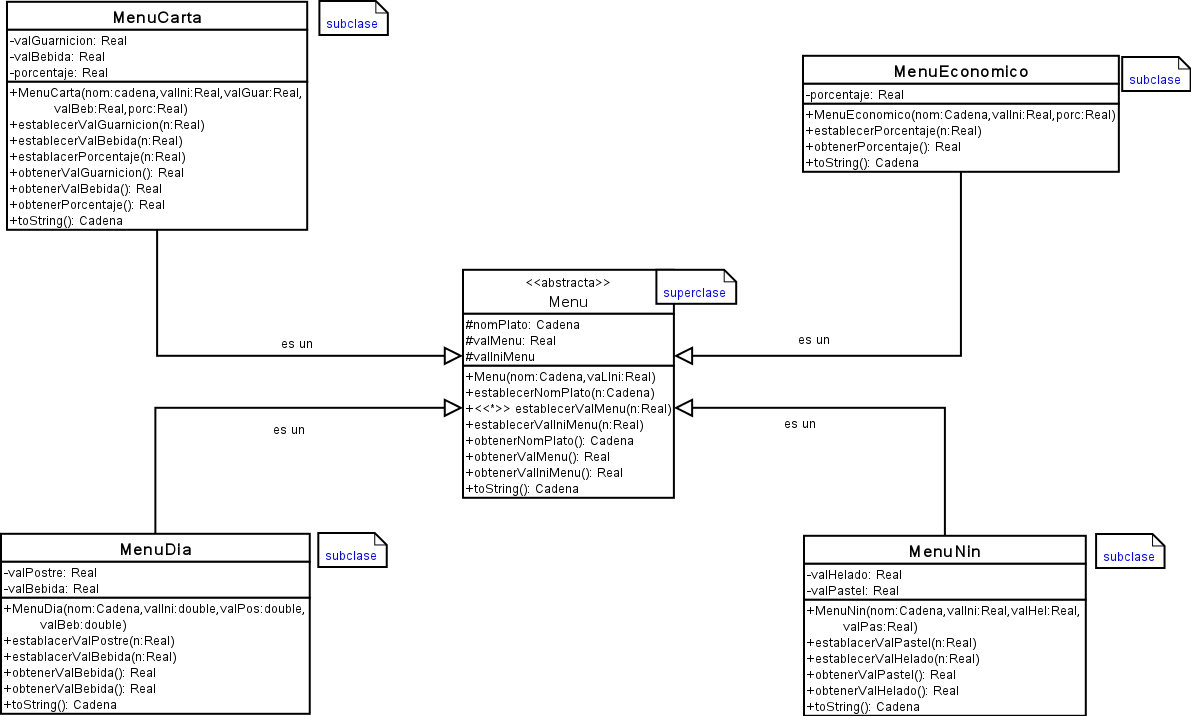 MenuCarta
subclase
-valGuarnicion: Real
-valBebida: Real
-porcentaje: Real
+MenuCarta(nom:cadena,valIni:Real,valGuar:Real,
valBeb:Real,porc:Real)
+establecerValGuarnicion(n:Real)
+establecerValBebida(n:Real)
+establacerPorcentaje(n:Real)
+obtenerValGuarnicion(): Real
+obtenerValBebida(): Real
+obtenerPorcentaje(): Real
+toString(): Cadena
MenuEconomico
subclase
-porcentaje: Real
+MenuEconomico(nom:Cadena,valIni:Real,porc:Real)
+establecerPorcentaje(n:Real)
+obtenerPorcentaje(): Real
+toString(): Cadena
es un
es un
<<abstracta>>
Menu
superclase
#nomPlato: Cadena
#valMenu: Real
#valIniMenu
+Menu(nom:Cadena,vaLIni:Real)
+establecerNomPlato(n:Cadena)
+<<*>> establecerValMenu(n:Real)
+establecerValIniMenu(n:Real)
+obtenerNomPlato(): Cadena
+obtenerValMenu(): Real
+obtenerValIniMenu(): Real
+toString(): Cadena
es un
es un
MenuDia
subclase
-valPostre: Real
-valBebida: Real
+MenuDia(nom:Cadena,valIni:double,valPos:double,
valBeb:double)
+establacerValPostre(n:Real)
+establacerValBebida(n:Real)
+obtenerValBebida(): Real
+obtenerValBebida(): Real
+toString(): Cadena
MenuNin
subclase
-valHelado: Real
-valPastel: Real
+MenuNin(nom:Cadena,valIni:Real,valHel:Real,
valPas:Real)
+establacerValPastel(n:Real)
+establecerValHelado(n:Real)
+obtenerValPastel(): Real
+obtenerValHelado(): Real
+toString(): Cadena